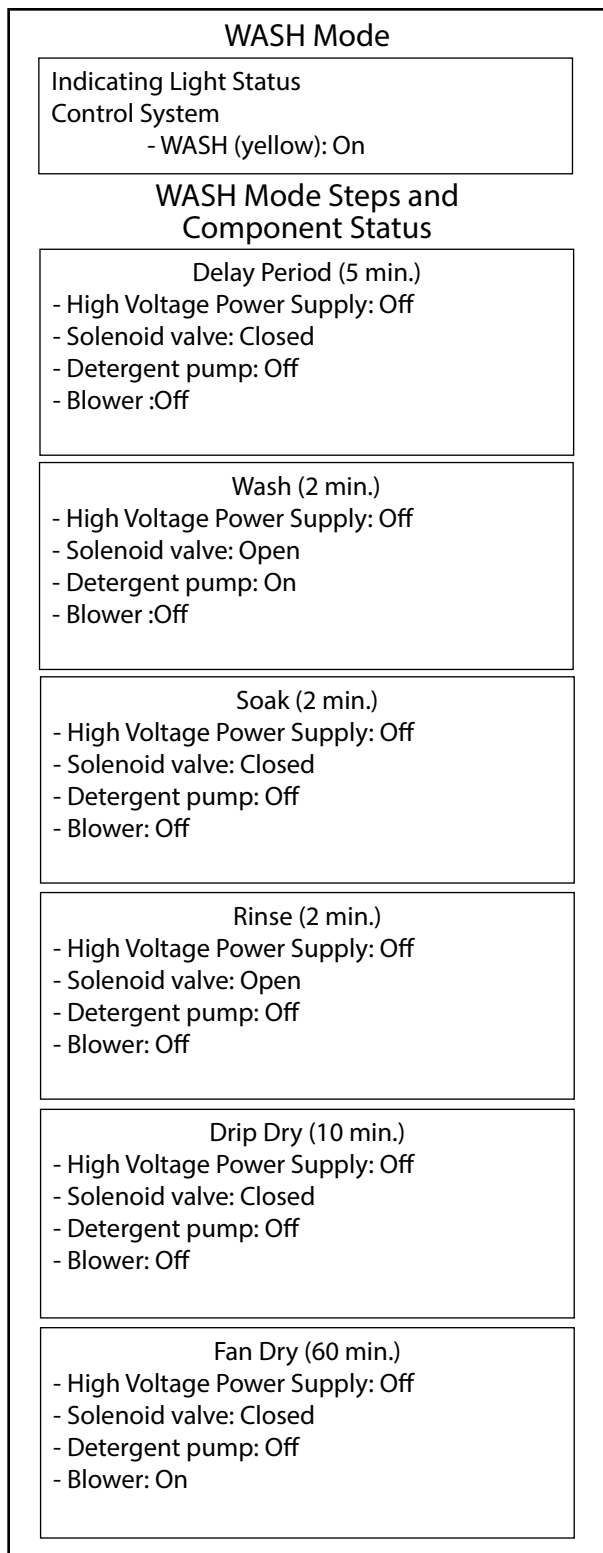 WASH Mode
Indicating Light Status
Control System
- WASH (yellow): On
WASH Mode Steps and
Component Status
Delay Period (5 min.)
- High Voltage Power Supply: Off
- Solenoid valve: Closed
- Detergent pump: Off
- Blower :Off
Wash (2 min.)
- High Voltage Power Supply: Off
- Solenoid valve: Open
- Detergent pump: On
- Blower :Off
Soak (2 min.)
- High Voltage Power Supply: Off
- Solenoid valve: Closed
- Detergent pump: Off
- Blower: Off
Rinse (2 min.)
- High Voltage Power Supply: Off
- Solenoid valve: Open
- Detergent pump: Off
- Blower: Off
Drip Dry (10 min.)
- High Voltage Power Supply: Off
- Solenoid valve: Closed
- Detergent pump: Off
- Blower: Off
Fan Dry (60 min.)
- High Voltage Power Supply: Off
- Solenoid valve: Closed
- Detergent pump: Off
- Blower: On